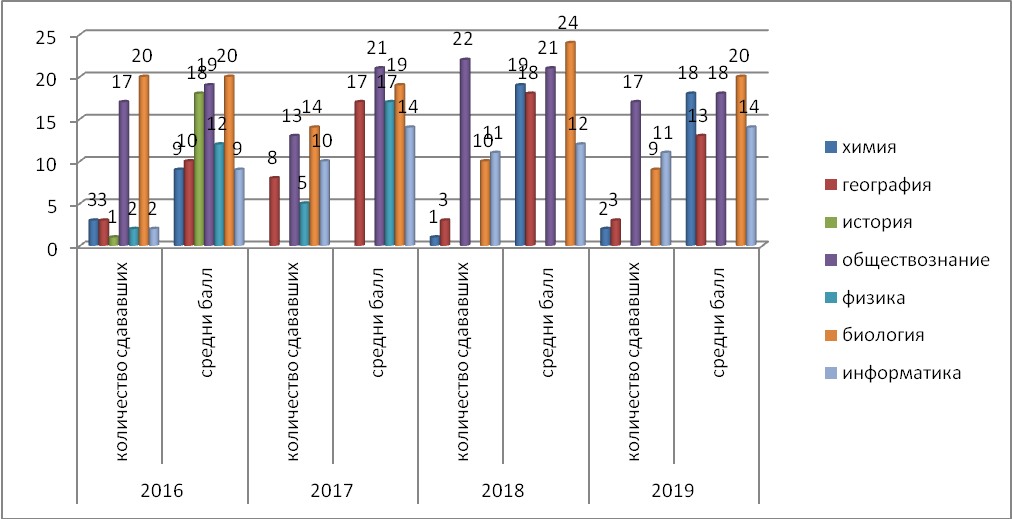 25
20
15
10
5
0
3 3 1 17 2 20 2
9 10 18 19 12 20 9
8 13 5 14 10
17 21 17 19 14
1 3 22 10 11
19 18 21 24 12
2 3 17 9 11
18 13 18 20 14
количество сдававших
средни балл
количество сдававших
средни балл
количество сдававших
средни балл
количество сдававших
средни балл
2016
2017
2018
2019
химия
география
история
обществознание
физика
биология
информатика